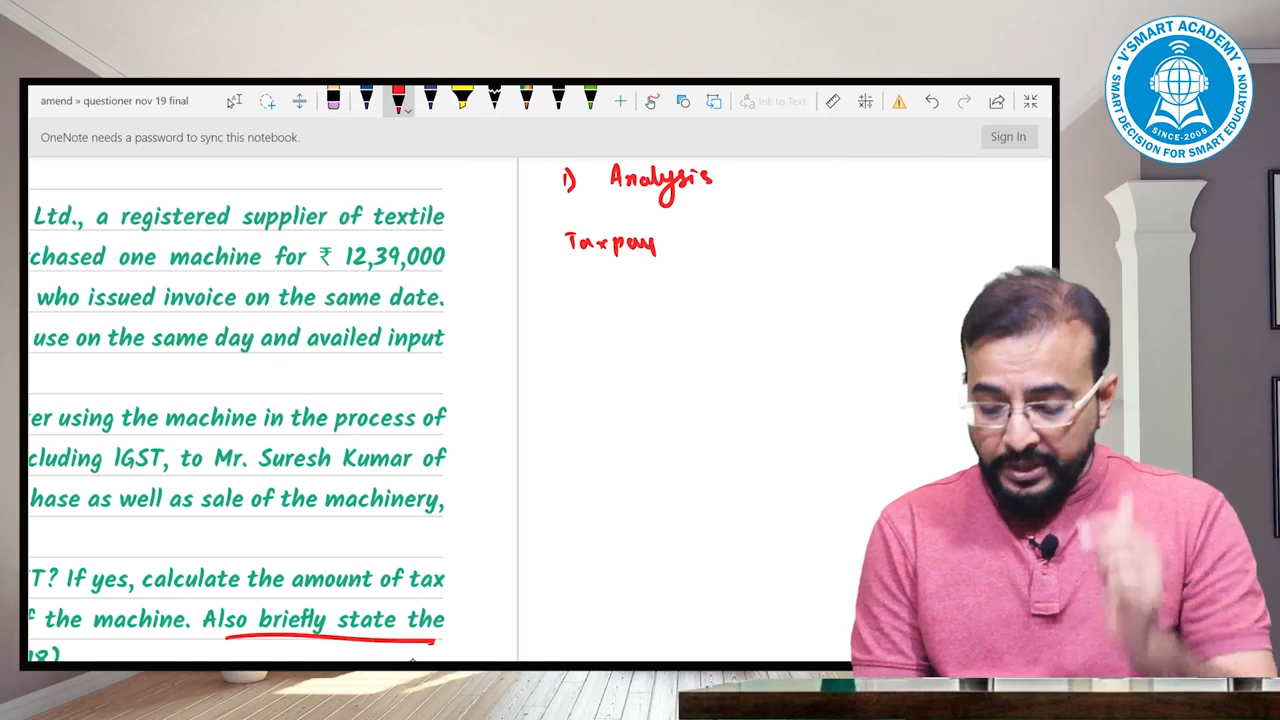 V'SMART ACADEMY
SINCE-2005
SMART DECISION FOR SMART EDUCATION
amend » questioner nov 19 final
Ink to Text
OneNote needs a password to sync this notebook.
Sign In
Ltd., a registered supplier of textile
chased one machine for ₹ 12,39,000
who issued invoice on the same date.
use on the same day and availed input
er using the machine in the process of
cluding IGST, to Mr. Suresh Kumar of
hase as well as sale of the machinery,
T? If yes, calculate the amount of tax
f the machine. Also briefly state the
18)
1) Analysis
Taxpay